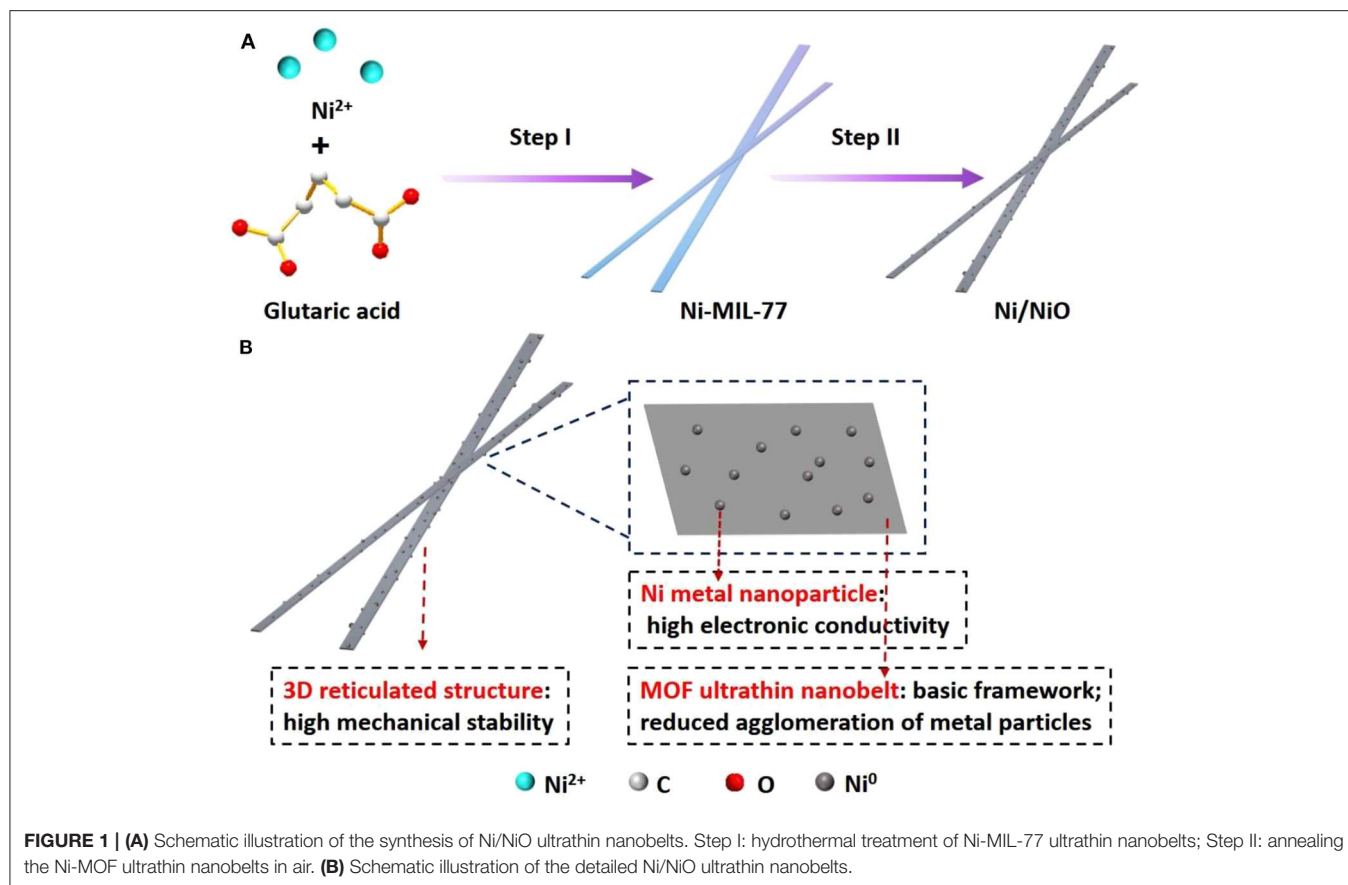 A
Ni²⁺
+
Glutaric acid
Step I
Ni-MIL-77
Step II
Ni/NiO
B
Ni metal nanoparticle:
high electronic conductivity
3D reticulated structure:
high mechanical stability
MOF ultrathin nanobelt: basic framework;
reduced agglomeration of metal particles
Ni²⁺ C O Ni⁰
FIGURE 1 | (A) Schematic illustration of the synthesis of Ni/NiO ultrathin nanobelts. Step I: hydrothermal treatment of Ni-MIL-77 ultrathin nanobelts; Step II: annealing
the Ni-MOF ultrathin nanobelts in air. (B) Schematic illustration of the detailed Ni/NiO ultrathin nanobelts.